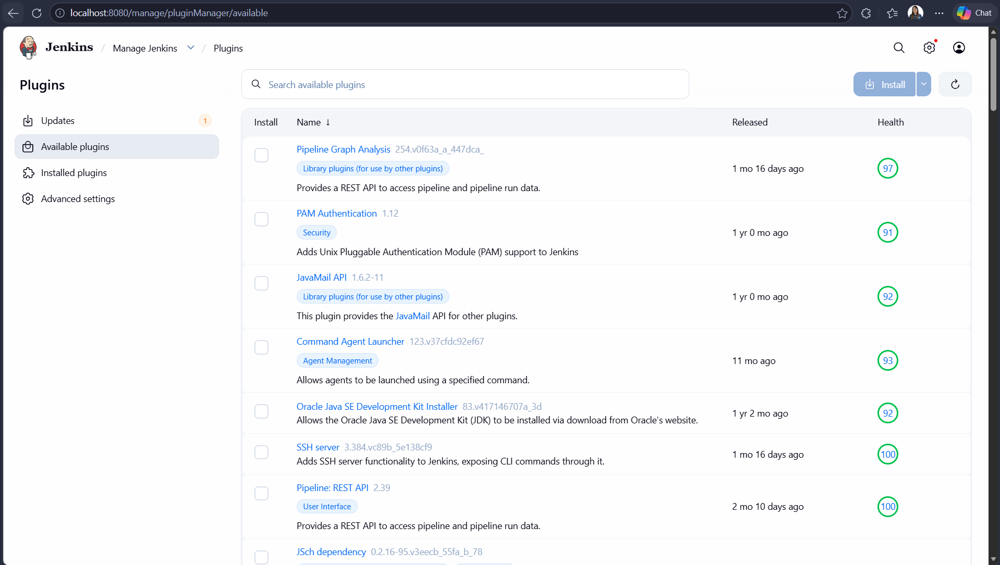 localhost:8080/manage/pluginManager/available
Chat
Jenkins / Manage Jenkins / Plugins
Plugins
Search available plugins
Install
Updates 1
Available plugins
Installed plugins
Advanced settings
Install Name ↓ Released Health
Pipeline Graph Analysis 254.v0f63a_a_447dca_
Library plugins (for use by other plugins)
1 mo 16 days ago 97
Provides a REST API to access pipeline and pipeline run data.
PAM Authentication 1.12
Security
1 yr 0 mo ago 91
Adds Unix Pluggable Authentication Module (PAM) support to Jenkins
JavaMail API 1.6.2-11
Library plugins (for use by other plugins)
1 yr 0 mo ago 92
This plugin provides the JavaMail API for other plugins.
Command Agent Launcher 123.v37cfdc92ef67
Agent Management
11 mo ago 93
Allows agents to be launched using a specified command.
Oracle Java SE Development Kit Installer 83.v417146707a_3d
1 yr 2 mo ago 92
Allows the Oracle Java SE Development Kit (JDK) to be installed via download from Oracle's website.
SSH server 3.384.vc89b_5e138cf9
1 mo 16 days ago 100
Adds SSH server functionality to Jenkins, exposing CLI commands through it.
Pipeline: REST API 2.39
User Interface
2 mo 10 days ago 100
Provides a REST API to access pipeline and pipeline run data.
JSch dependency 0.2.16-95.v3eecb_55fa_b_78